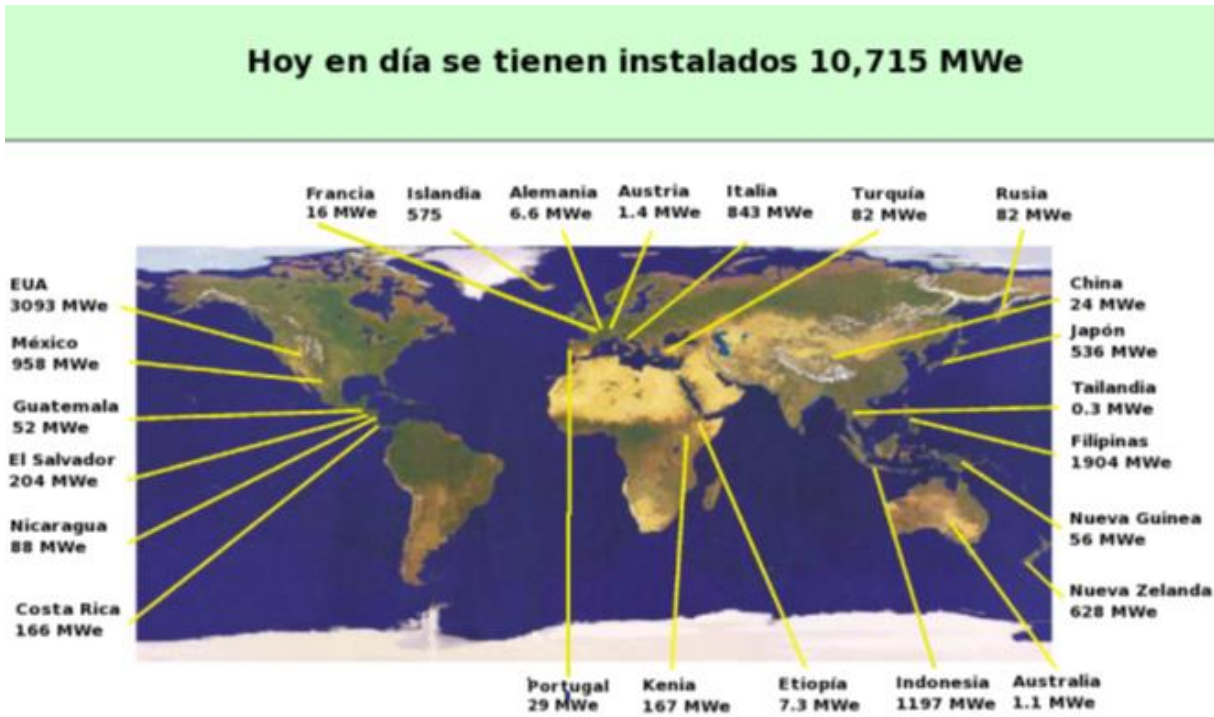 Hoy en día se tienen instalados 10,715 MWe
Francia
16 MWe
Islandia
575
Alemania
6.6 MWe
Austria
1.4 MWe
Italia
843 MWe
Turquía
82 MWe
Rusia
82 MWe
EUA
3093 MWe
México
958 MWe
Guatemala
52 MWe
El Salvador
204 MWe
Nicaragua
88 MWe
Costa Rica
166 MWe
China
24 MWe
Japón
536 MWe
Tailandia
0.3 MWe
Filipinas
1904 MWe
Nueva Guinea
56 MWe
Nueva Zelanda
628 MWe
Portugal
29 MWe
Kenia
167 MWe
Etiopía
7.3 MWe
Indonesia
1197 MWe
Australia
1.1 MWe